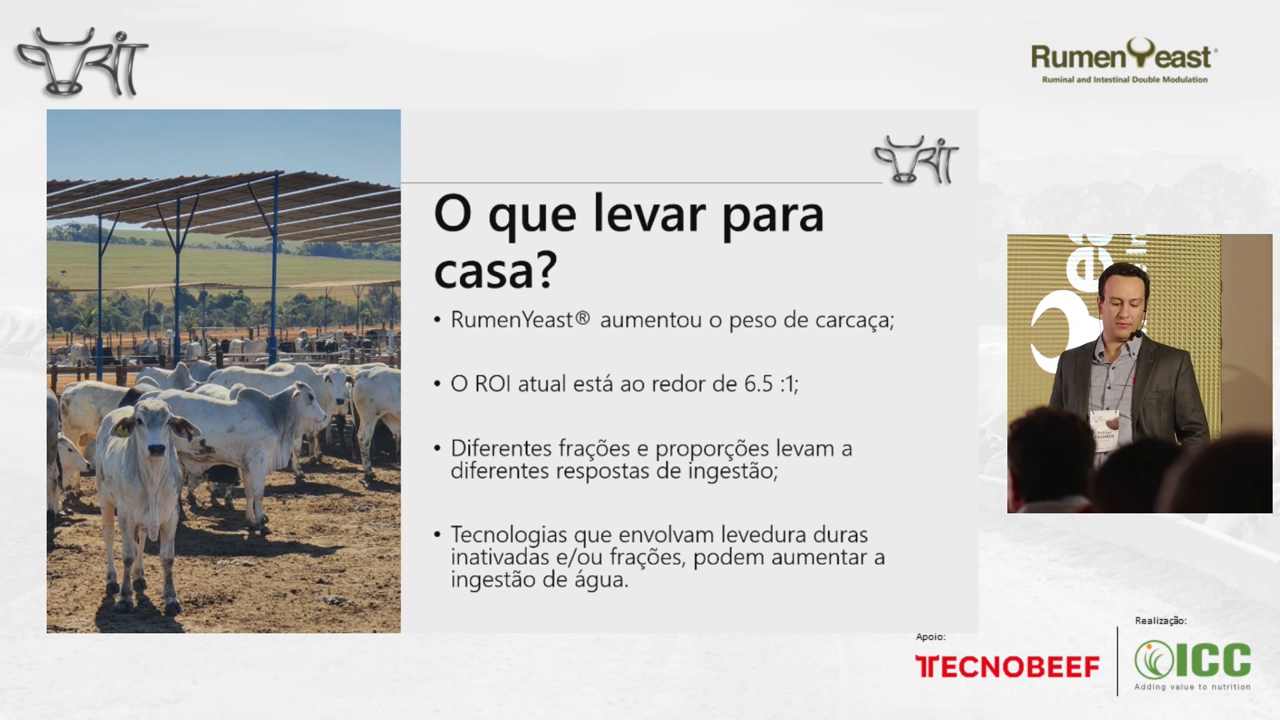 RIT
RumenYeast®
Ruminal and Intestinal Double Modulation
RIT
O que levar para
casa?
• RumenYeast® aumentou o peso de carcaça;
• O ROI atual está ao redor de 6.5 :1;
• Diferentes frações e proporções levam a
diferentes respostas de ingestão;
• Tecnologias que envolvam levedura duras
inativadas e/ou frações, podem aumentar a
ingestão de água.
Apoio:
TECNOBEEF
Realização:
ICC
Adding value to nutrition